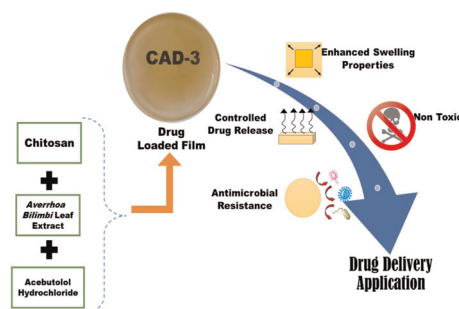 CAD-3
Drug
Loaded Film
Chitosan
Averrhoa
Bilimbi Leaf
Extract
Acebutolol
Hydrochloride
Enhanced Swelling
Properties
Controlled
Drug Release
Non Toxic
Antimicrobial
Resistance
Drug Delivery
Application